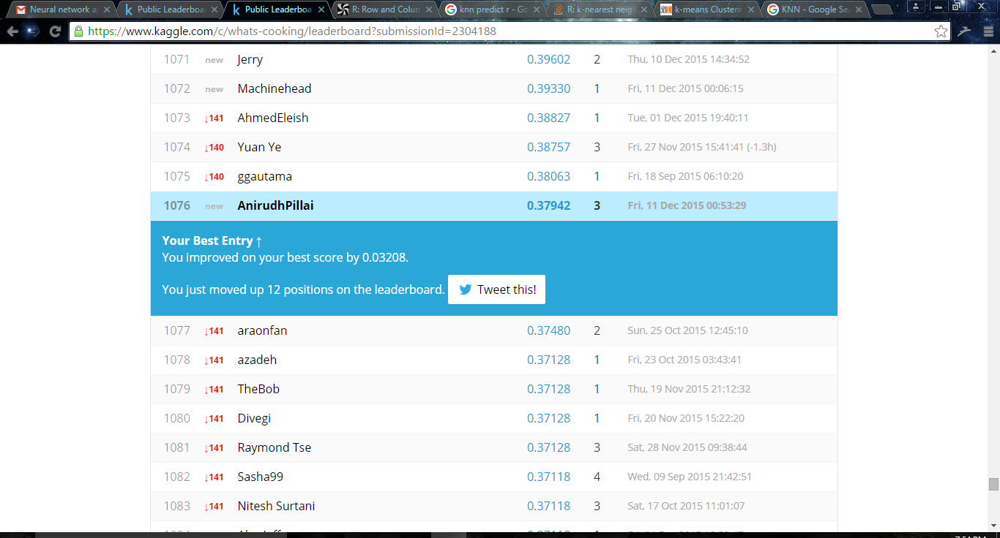 Neural network a
Public Leaderboa
Public Leaderboa
R: Row and Colum
knn predict r - Go
R: k-nearest neigh
k-means Clusterin
KNN - Google Sea
https://www.kaggle.com/c/whats-cooking/leaderboard?submissionId=2304188
1071 new Jerry 0.39602 2 Thu, 10 Dec 2015 14:34:52
1072 new Machinehead 0.39330 1 Fri, 11 Dec 2015 00:06:15
1073 ↓141 AhmedEleish 0.38827 1 Tue, 01 Dec 2015 19:40:11
1074 ↓140 Yuan Ye 0.38757 3 Fri, 27 Nov 2015 15:41:41 (-1.3h)
1075 ↓140 ggautama 0.38063 1 Fri, 18 Sep 2015 06:10:20
1076 new AnirudhPillai 0.37942 3 Fri, 11 Dec 2015 00:53:29
Your Best Entry ↑
You improved on your best score by 0.03208.
You just moved up 12 positions on the leaderboard. Tweet this!
1077 ↓141 araonfan 0.37480 2 Sun, 25 Oct 2015 12:45:10
1078 ↓141 azadeh 0.37128 1 Fri, 23 Oct 2015 03:43:41
1079 ↓141 TheBob 0.37128 1 Thu, 19 Nov 2015 21:12:32
1080 ↓141 Divegi 0.37128 1 Fri, 20 Nov 2015 15:22:20
1081 ↓141 Raymond Tse 0.37128 3 Sat, 28 Nov 2015 09:38:44
1082 ↓141 Sasha99 0.37118 4 Wed, 09 Sep 2015 21:42:51
1083 ↓141 Nitesh Surtani 0.37118 3 Sat, 17 Oct 2015 11:01:07